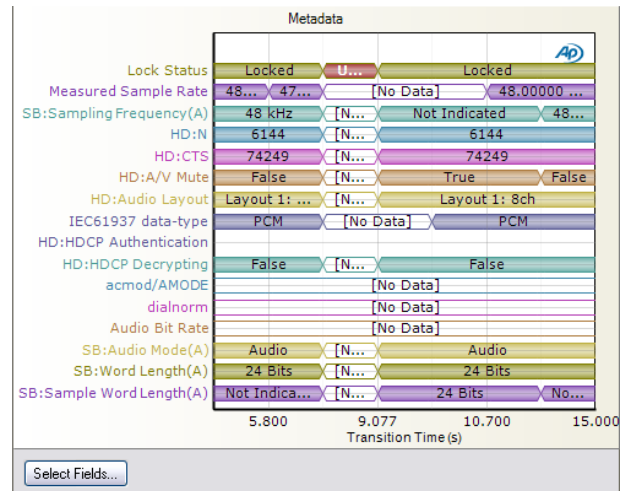 Metadata
AP
Lock Status Locked U... Locked
Measured Sample Rate 48... 47... [No Data] 48.00000 ...
SB:Sampling Frequency(A) 48 kHz [N... Not Indicated 48...
HD:N 6144 [N... 6144
HD:CTS 74249 [N... 74249
HD:A/V Mute False [N... True False
HD:Audio Layout Layout 1: ... [N... Layout 1: 8ch
IEC61937 data-type PCM [No Data] PCM
HD:HDCP Authentication
HD:HDCP Decrypting False [N... False
acmod/AMODE [No Data]
dialnorm [No Data]
Audio Bit Rate [No Data]
SB:Audio Mode(A) Audio [N... Audio
SB:Word Length(A) 24 Bits [N... 24 Bits
SB:Sample Word Length(A) Not Indica... [N... 24 Bits No...
5.800 9.077 10.700 15.000
Transition Time (s)
Select Fields...